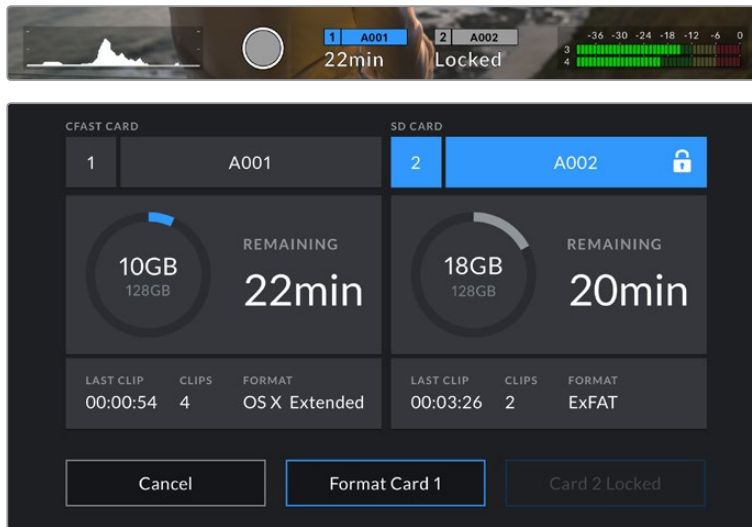 1 A001 2 A002 -36 -30 -24 -18 -12 -6 0
22min Locked 3
4
CFAST CARD SD CARD
1 A001 2 A002
10GB REMAINING 18GB REMAINING
128GB 22min 128GB 20min
LAST CLIP CLIPS FORMAT LAST CLIP CLIPS FORMAT
00:00:54 4 OS X Extended 00:03:26 2 ExFAT
Cancel Format Card 1 Card 2 Locked